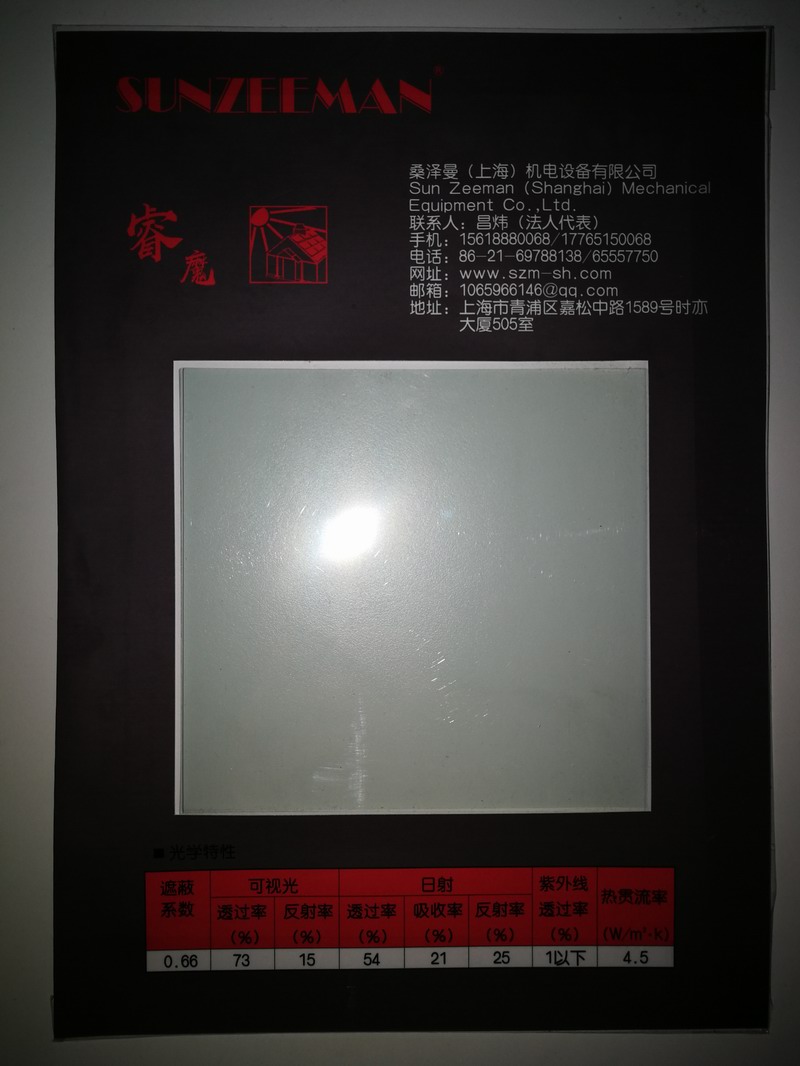 SUNZEEMAN®
睿魔
桑泽曼（上海）机电设备有限公司
Sun Zeeman (Shanghai) Mechanical
Equipment Co.,Ltd.
联系人：昌炜（法人代表）
手机：15618880068/17765150068
电话：86-21-69788138/65557750
网址：www.szm-sh.com
邮箱：1065966146@qq.com
地址：上海市青浦区嘉松中路1589号时亦
大厦505室
■光学特性
遮蔽系数 可视光 日射 紫外线透过率（%） 热贯流率（W/m²·K）
透过率（%） 反射率（%） 透过率（%） 吸收率（%） 反射率（%）
0.66 73 15 54 21 25 1以下 4.5